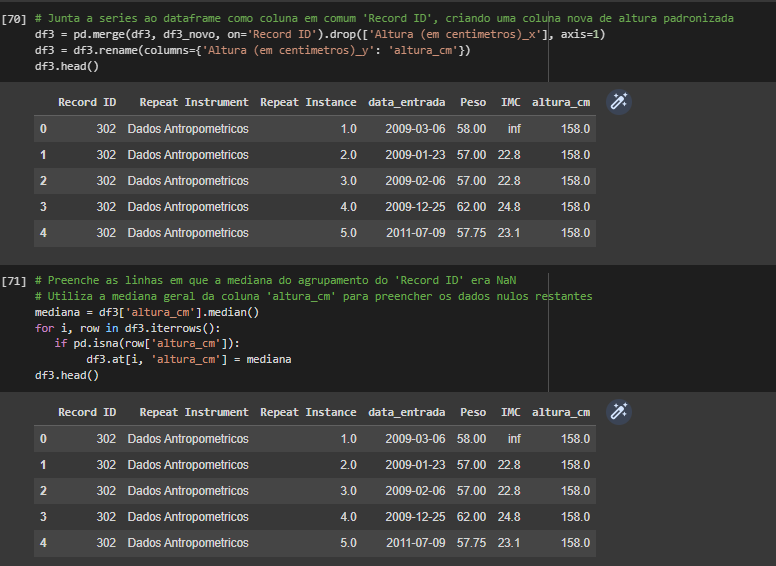 [70] # Junta a series ao dataframe como coluna em comum 'Record ID', criando uma coluna nova de altura padronizada
df3 = pd.merge(df3, df3_novo, on='Record ID').drop(['Altura (em centimetros)_x'], axis=1)
df3 = df3.rename(columns={'Altura (em centimetros)_y': 'altura_cm'})
df3.head()
Record ID Repeat Instrument Repeat Instance data_entrada Peso IMC altura_cm
0 302 Dados Antropometricos 1.0 2009-03-06 58.00 inf 158.0
1 302 Dados Antropometricos 2.0 2009-01-23 57.00 22.8 158.0
2 302 Dados Antropometricos 3.0 2009-02-06 57.00 22.8 158.0
3 302 Dados Antropometricos 4.0 2009-12-25 62.00 24.8 158.0
4 302 Dados Antropometricos 5.0 2011-07-09 57.75 23.1 158.0
[71] # Preenche as linhas em que a mediana do agrupamento do 'Record ID' era NaN
# Utiliza a mediana geral da coluna 'altura_cm' para preencher os dados nulos restantes
mediana = df3['altura_cm'].median()
for i, row in df3.iterrows():
if pd.isna(row['altura_cm']):
df3.at[i, 'altura_cm'] = mediana
df3.head()
Record ID Repeat Instrument Repeat Instance data_entrada Peso IMC altura_cm
0 302 Dados Antropometricos 1.0 2009-03-06 58.00 inf 158.0
1 302 Dados Antropometricos 2.0 2009-01-23 57.00 22.8 158.0
2 302 Dados Antropometricos 3.0 2009-02-06 57.00 22.8 158.0
3 302 Dados Antropometricos 4.0 2009-12-25 62.00 24.8 158.0
4 302 Dados Antropometricos 5.0 2011-07-09 57.75 23.1 158.0